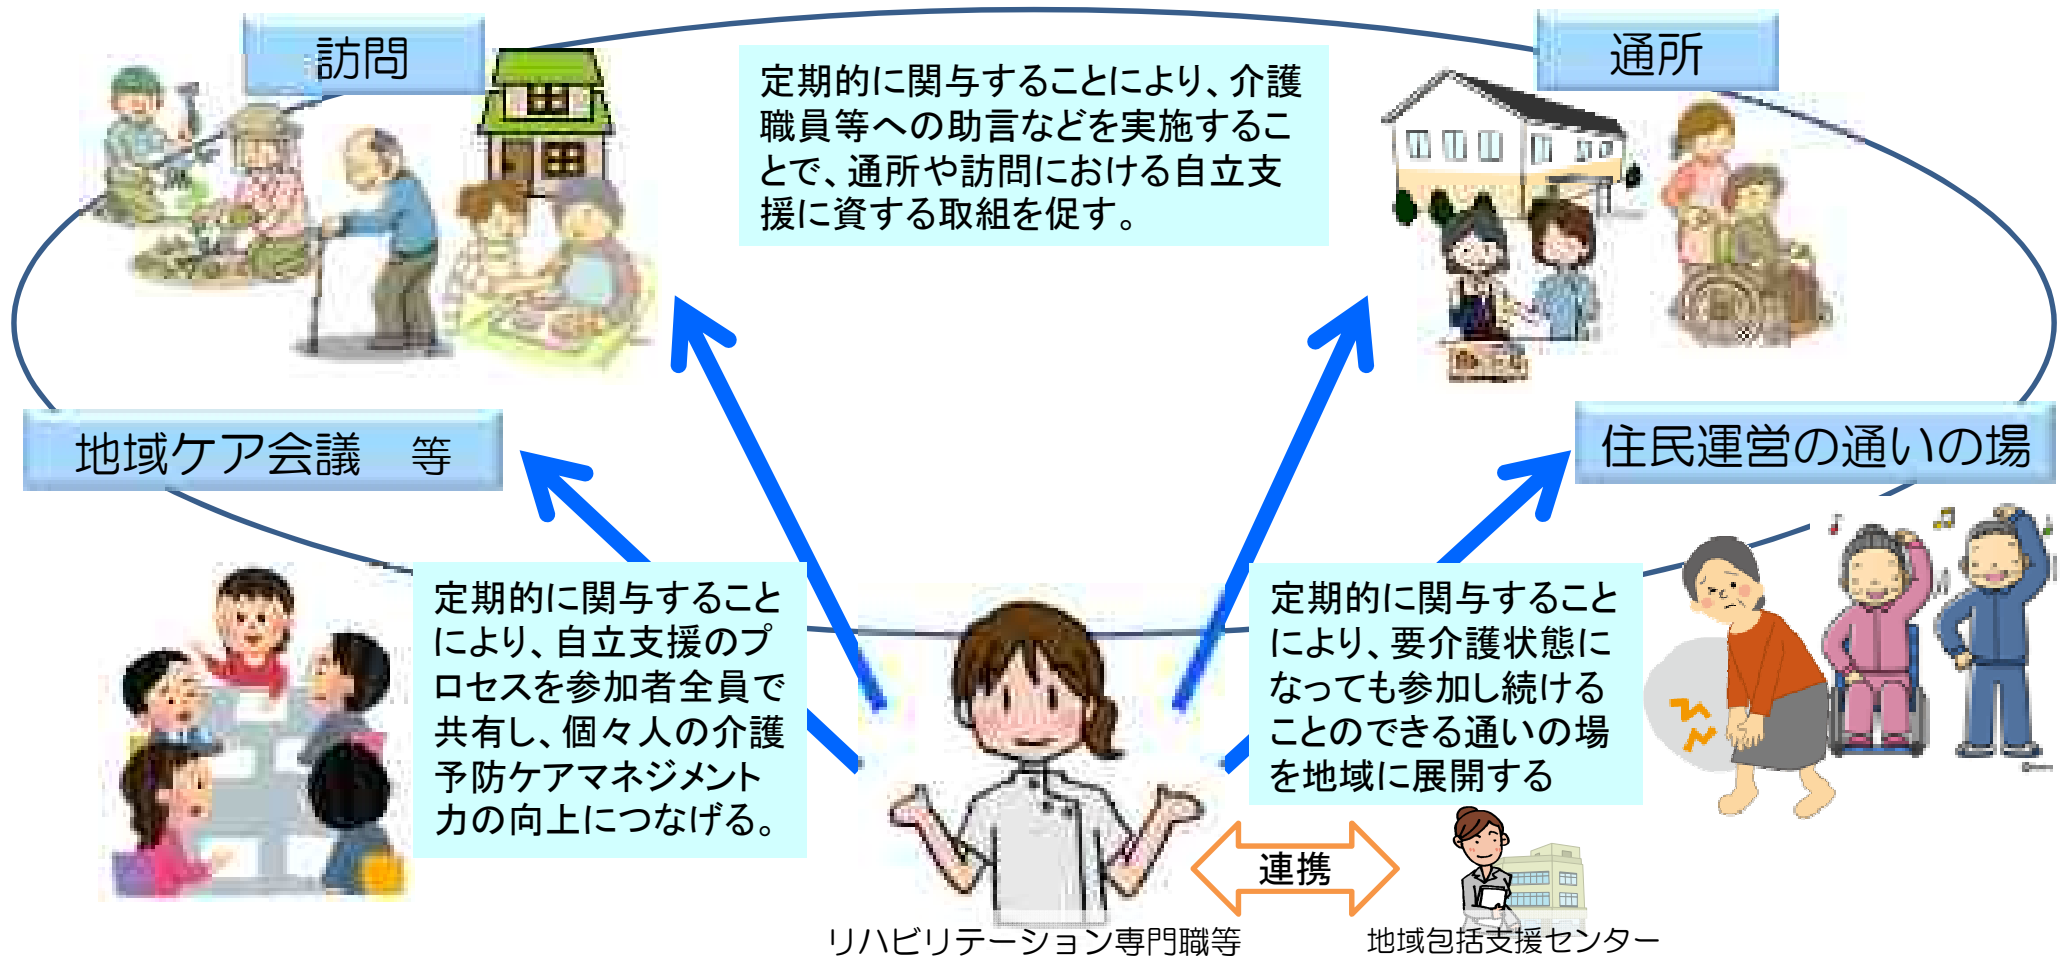 訪問
通所
定期的に関与することにより、介護
職員等への助言などを実施するこ
とで、通所や訪問における自立支
援に資する取組を促す。
地域ケア会議　等
住民運営の通いの場
定期的に関与すること
により、自立支援のプ
ロセスを参加者全員で
共有し、個々人の介護
予防ケアマネジメント
力の向上につなげる。
定期的に関与すること
により、要介護状態に
なっても参加し続ける
ことのできる通いの場
を地域に展開する
連携
リハビリテーション専門職等
地域包括支援センター